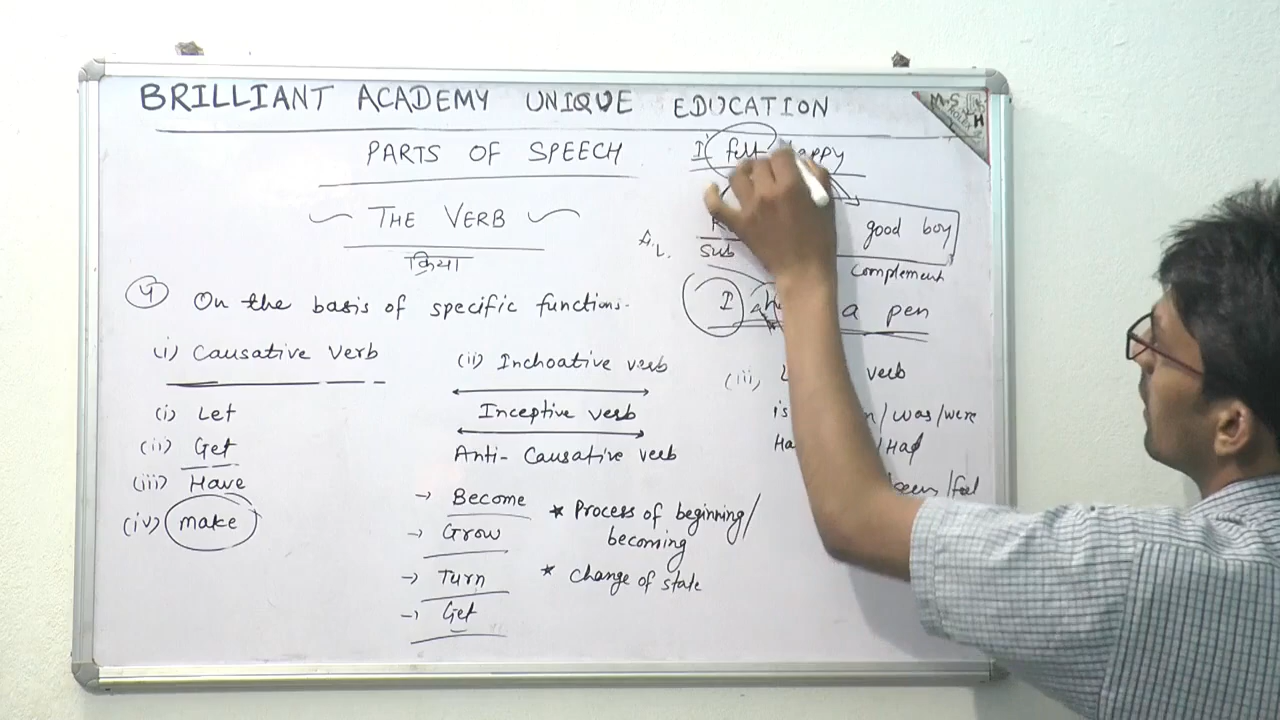 BRILLIANT ACADEMY UNIQUE EDUCATION
M.S
PARTS OF SPEECH
I felt happy
THE VERB
क्रिया
good boy
A.L.
Sub
Complement
4 On the basis of specific functions.
I a pen
(i) Causative Verb
(ii) Inchoative verb
(iii) verb
(i) Let
Inceptive verb
is /was/were
(ii) Get
Anti-Causative verb
/Had
(iii) Have
(iv) make
→ Become
→ Grow
→ Turn
→ Get
* Process of beginning/
becoming
* Change of state